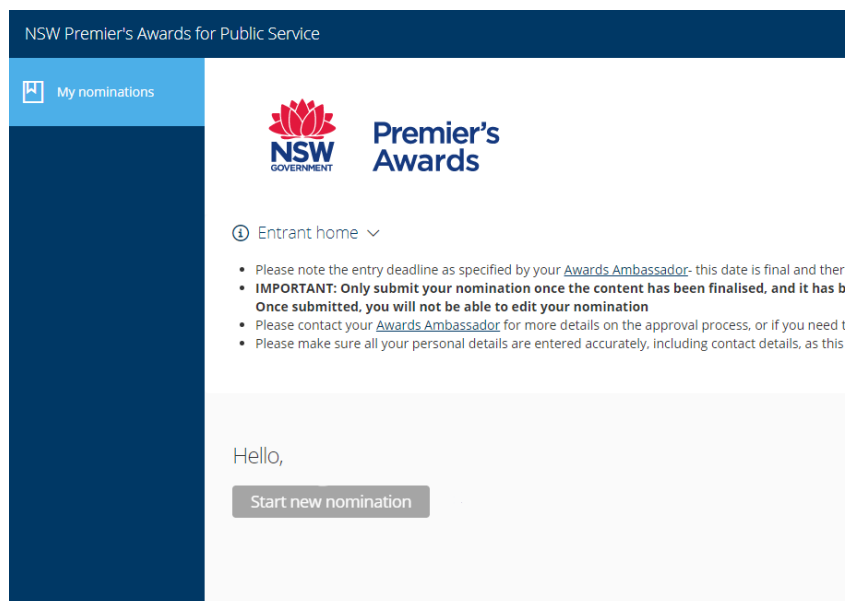 NSW Premier's Awards for Public Service
My nominations
NSW
GOVERNMENT
Premier's
Awards
Entrant home
Please note the entry deadline as specified by your Awards Ambassador- this date is final and ther
IMPORTANT: Only submit your nomination once the content has been finalised, and it has b
Once submitted, you will not be able to edit your nomination
Please contact your Awards Ambassador for more details on the approval process, or if you need t
Please make sure all your personal details are entered accurately, including contact details, as this
Hello,
Start new nomination